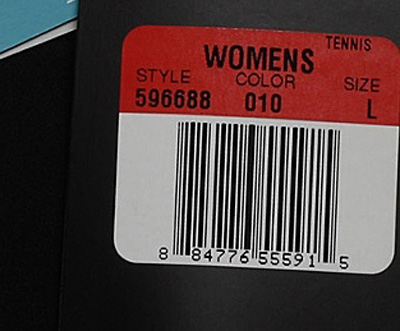 TENNIS
WOMENS
STYLE COLOR SIZE
596688 010 L
8 84776 55591 5